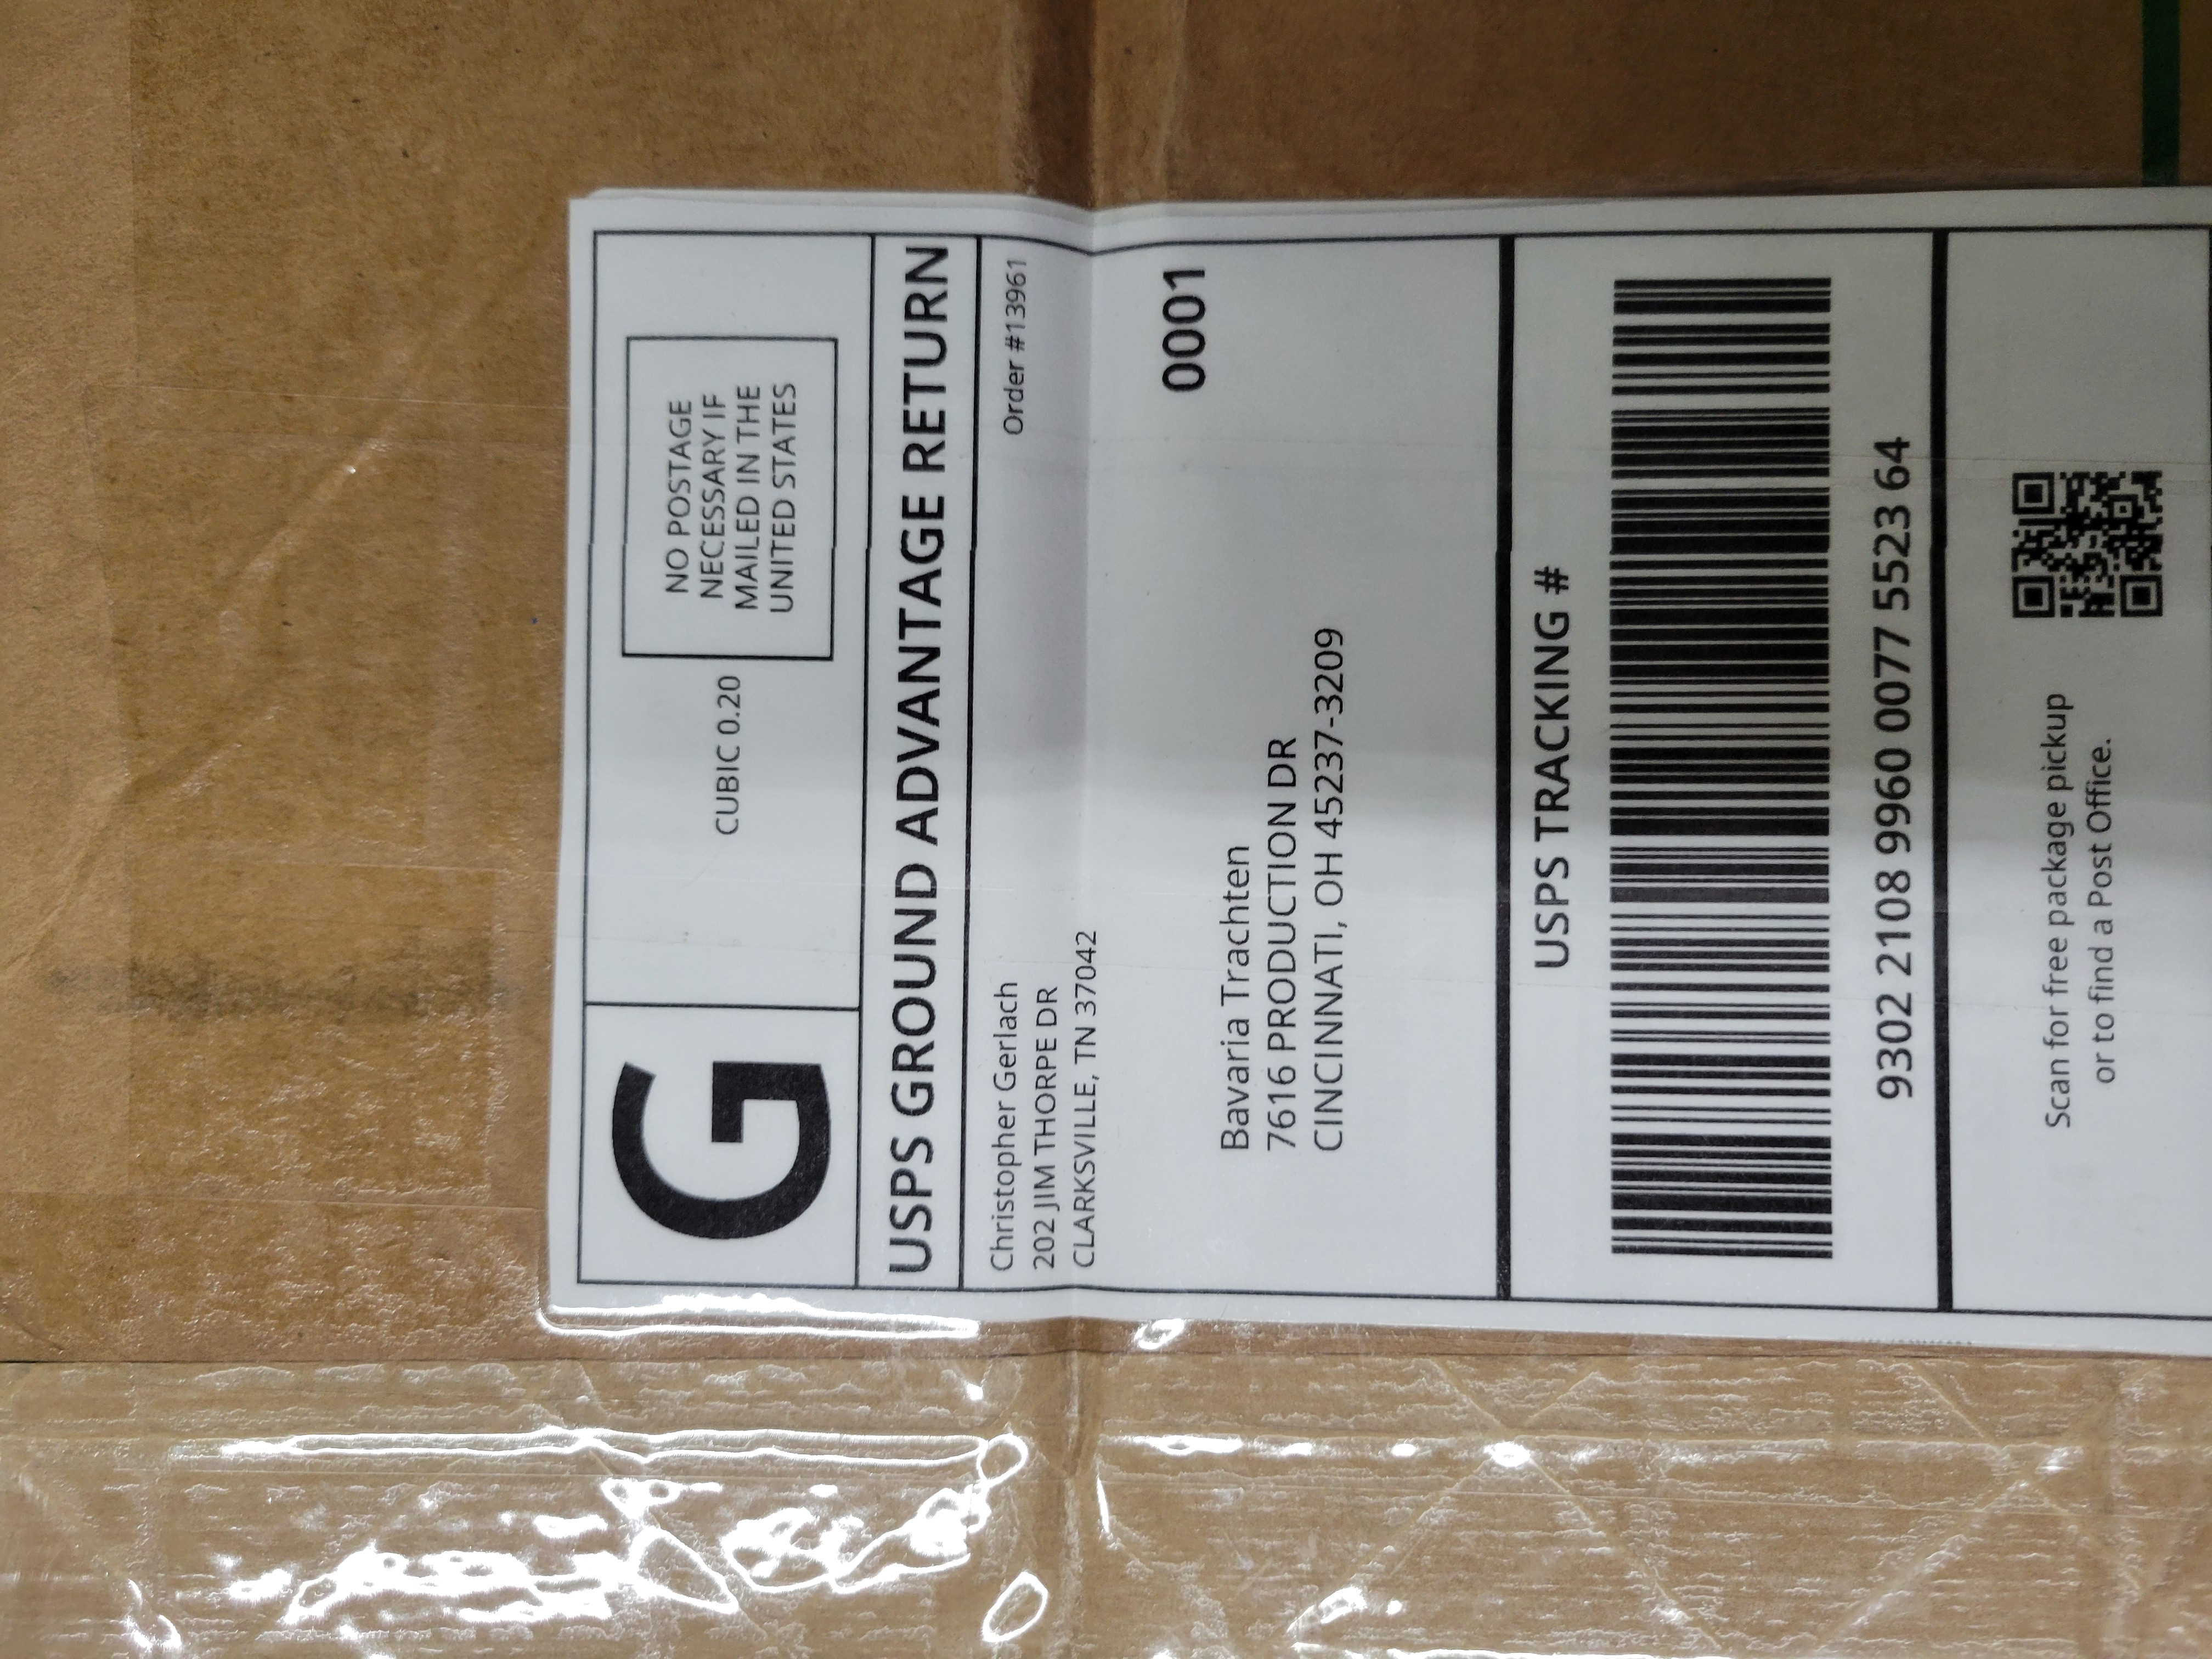 G
CUBIC 0.20
NO POSTAGE
NECESSARY IF
MAILED IN THE
UNITED STATES
USPS GROUND ADVANTAGE RETURN
Christopher Gerlach
202 JIM THORPE DR
CLARKSVILLE, TN 37042
Order #13961
0001
Bavaria Trachten
7616 PRODUCTION DR
CINCINNATI, OH 45237-3209
USPS TRACKING #
9302 2108 9960 0077 5523 64
Scan for free package pickup
or to find a Post Office.